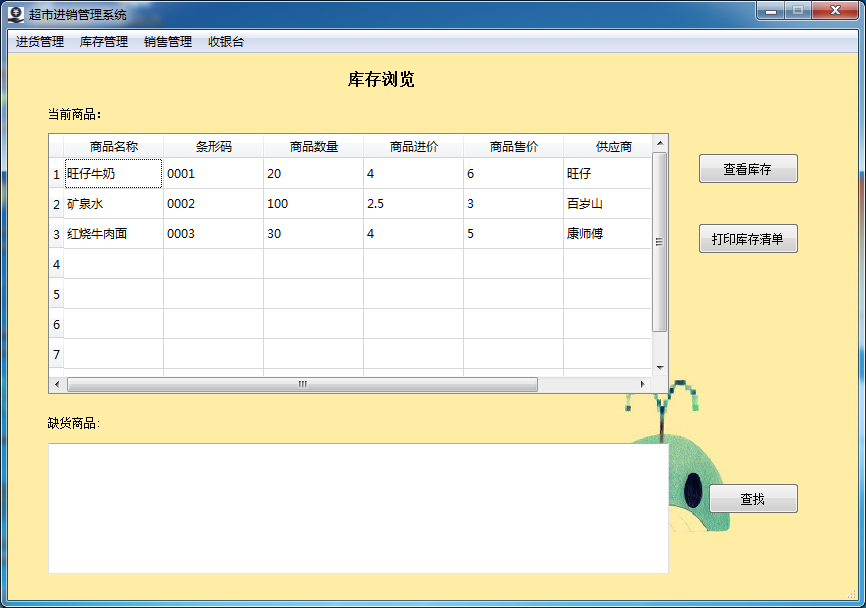 超市进销管理系统
进货管理 库存管理 销售管理 收银台
库存浏览
当前商品：
商品名称 条形码 商品数量 商品进价 商品售价 供应商
1 旺仔牛奶 0001 20 4 6 旺仔
2 矿泉水 0002 100 2.5 3 百岁山
3 红烧牛肉面 0003 30 4 5 康师傅
4
5
6
7
查看库存
打印库存清单
缺货商品：
查找